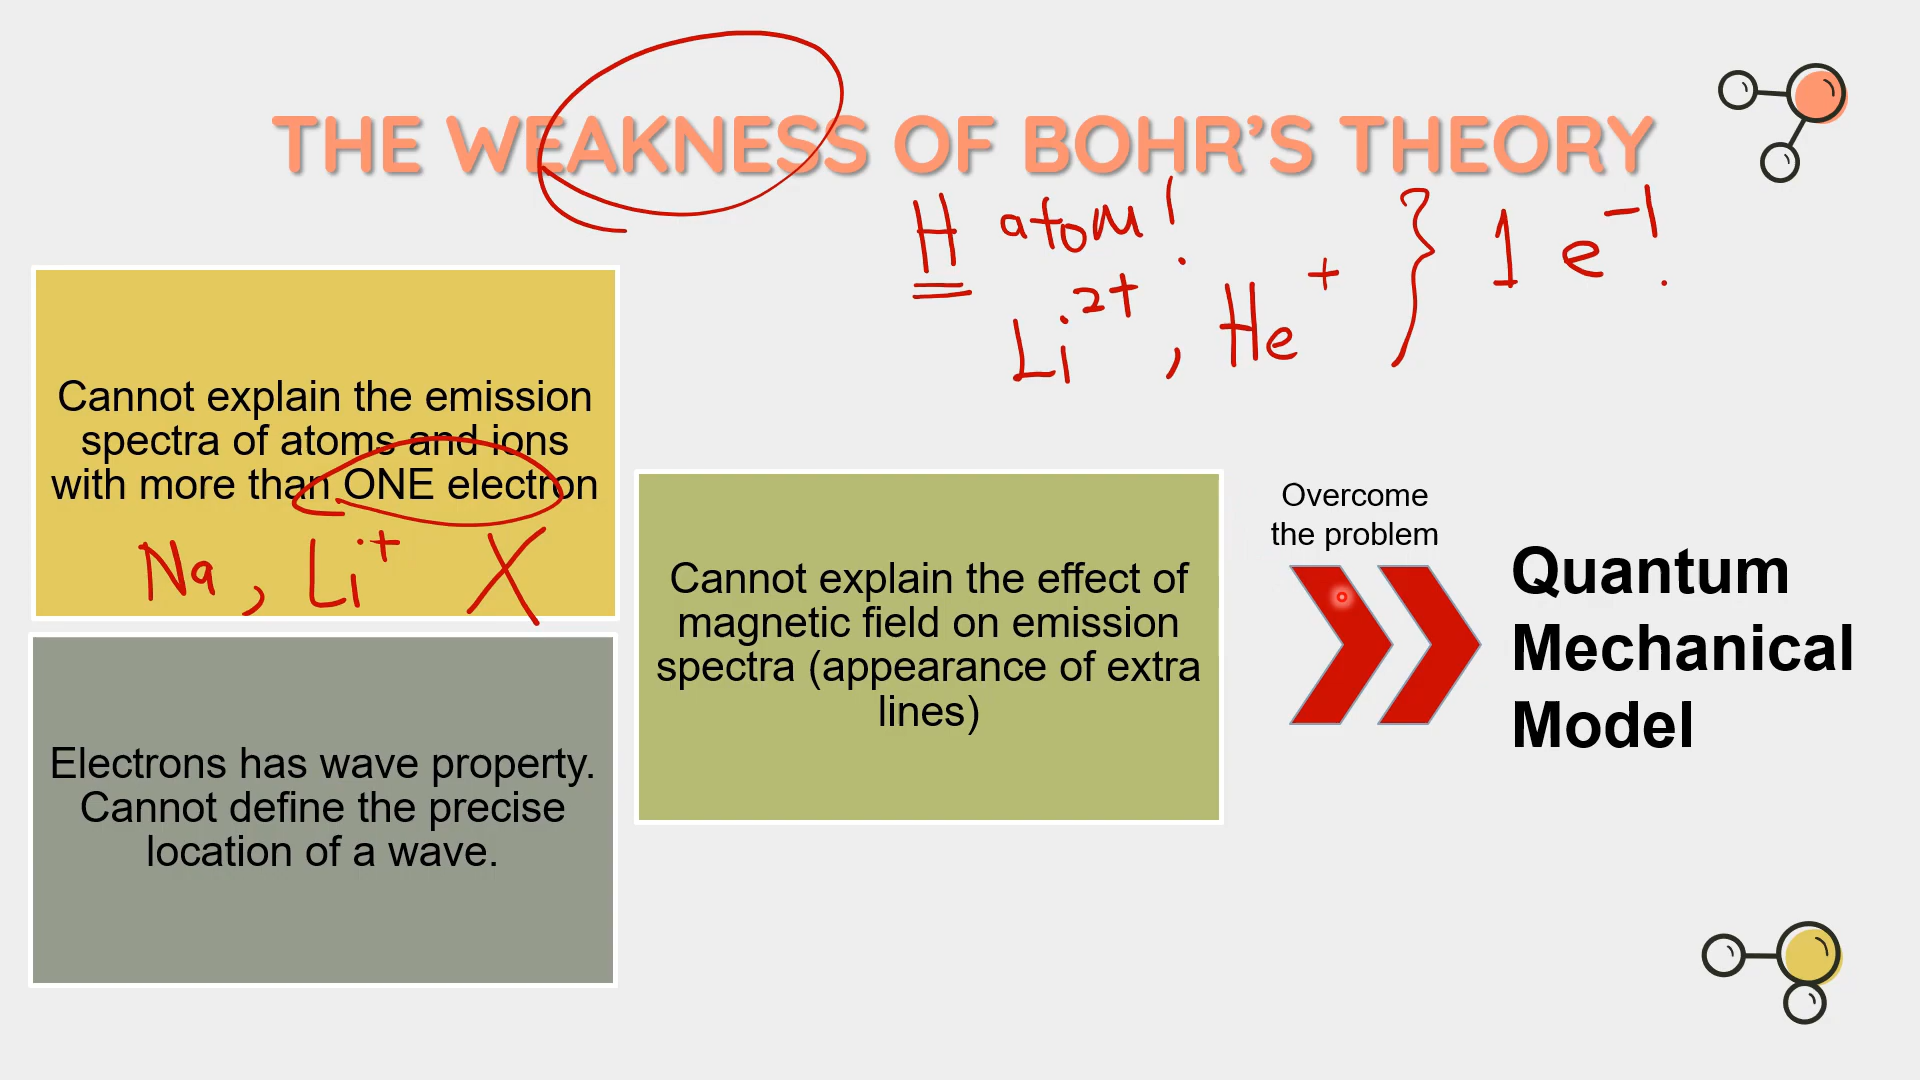 THE WEAKNESS OF BOHR'S THEORY
H atom!
Li²⁺, He⁺ } 1 e⁻¹.
Cannot explain the emission
spectra of atoms and ions
with more than ONE electron
Na, Li⁺ X
Electrons has wave property.
Cannot define the precise
location of a wave.
Cannot explain the effect of
magnetic field on emission
spectra (appearance of extra
lines)
Overcome
the problem
Quantum
Mechanical
Model